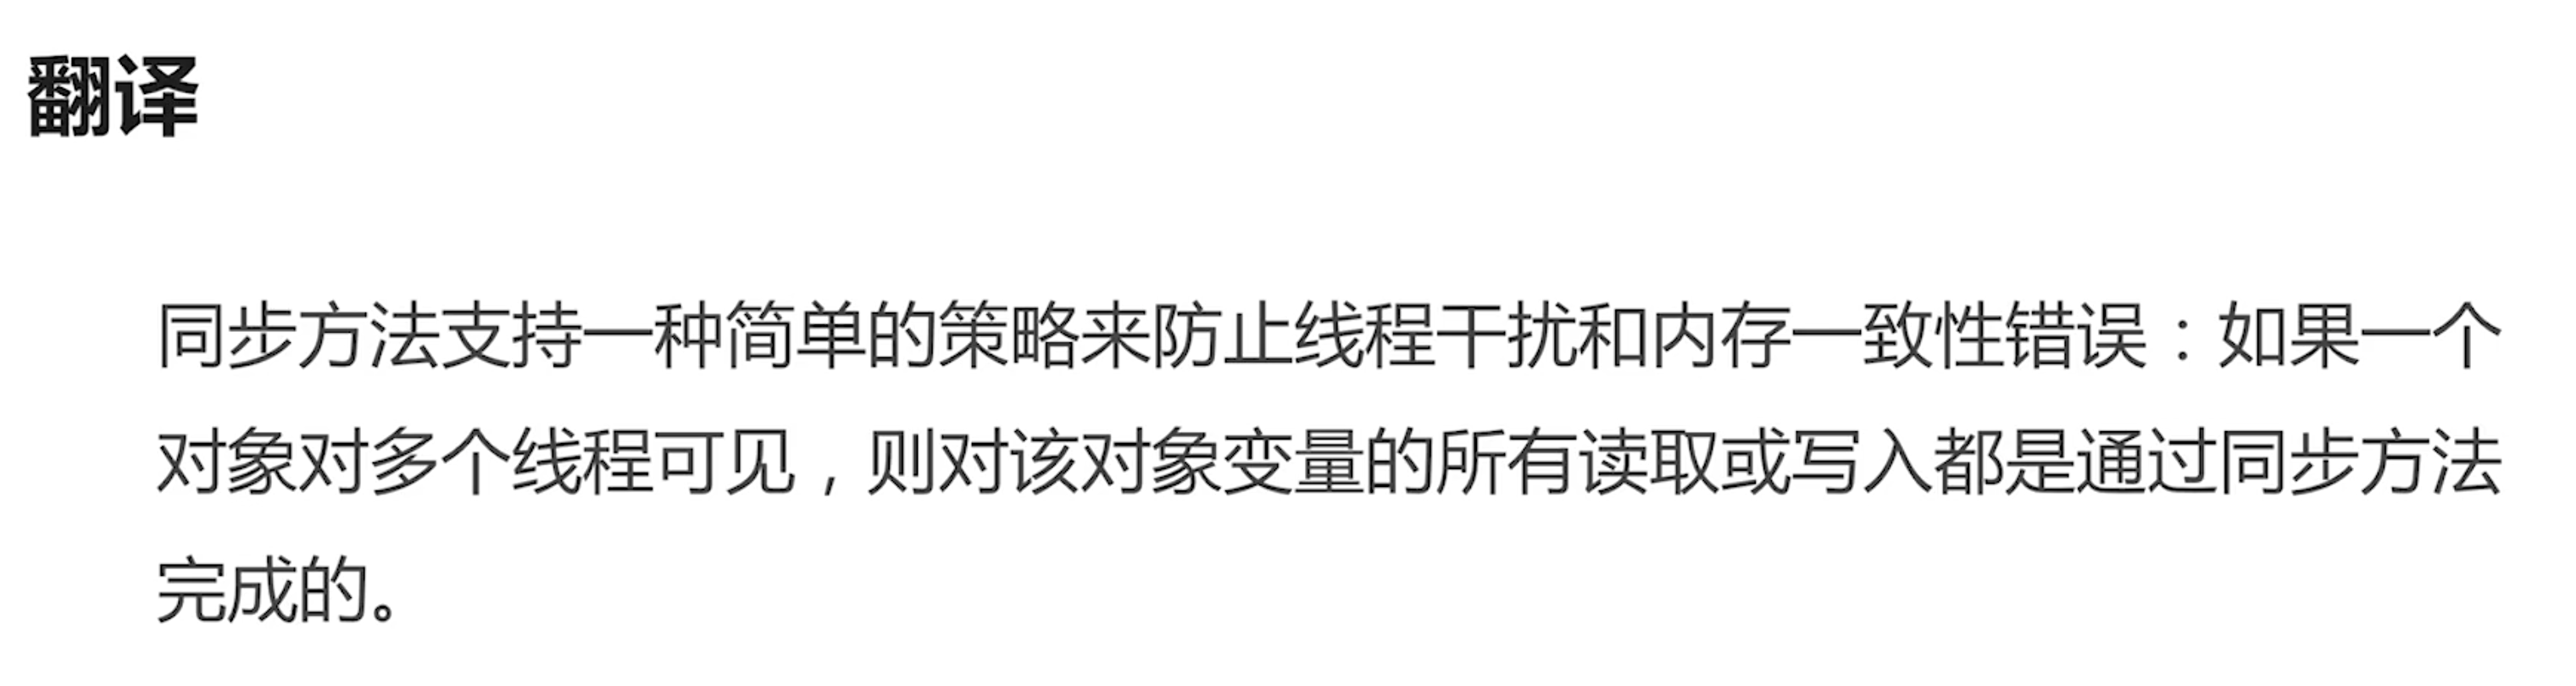 翻译
同步方法支持一种简单的策略来防止线程干扰和内存一致性错误：如果一个
对象对多个线程可见，则对该对象变量的所有读取或写入都是通过同步方法
完成的。